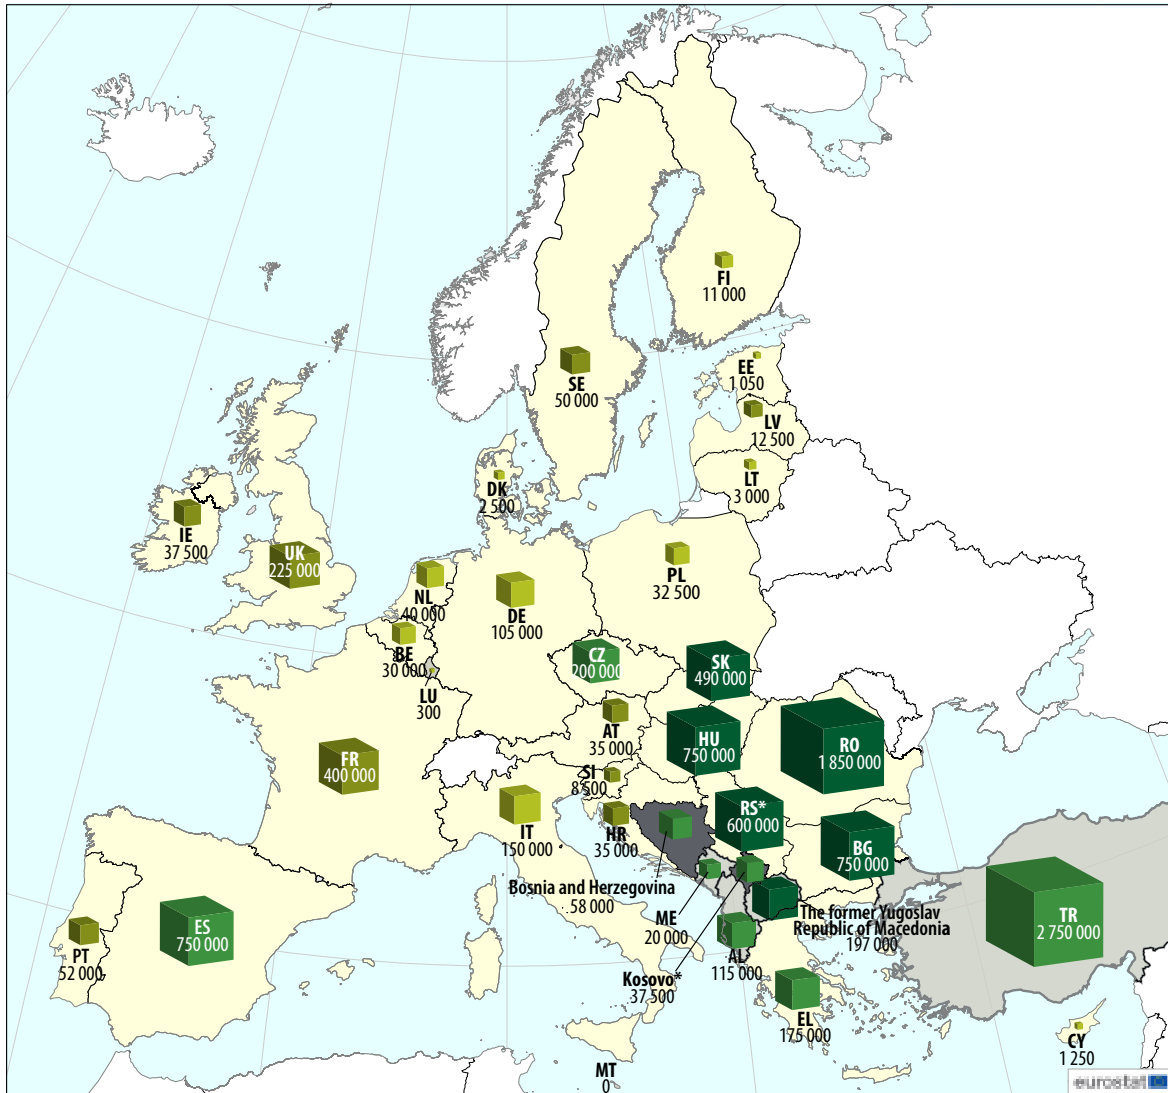 FI
11 000
SE
50 000
EE
1 050
LV
12 500
LT
3 000
DK
2 500
IE
37 500
UK
225 000
NL
40 000
DE
105 000
PL
32 500
BE
30 000
LU
300
CZ
200 000
SK
490 000
AT
35 000
HU
750 000
RO
1 850 000
FR
400 000
SI
8 500
IT
150 000
HR
35 000
RS*
600 000
BG
750 000
Bosnia and Herzegovina
58 000
ME
20 000
Kosovo*
37 500
The former Yugoslav
Republic of Macedonia
197 000
AL
115 000
TR
2 750 000
ES
750 000
PT
52 000
EL
175 000
MT
0
CY
1 250
eurostat